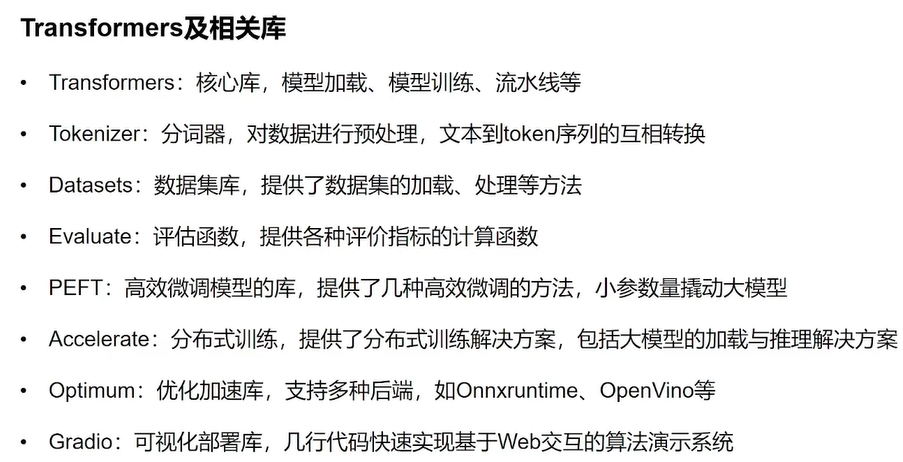 Transformers及相关库
• Transformers：核心库，模型加载、模型训练、流水线等
• Tokenizer：分词器，对数据进行预处理，文本到token序列的互相转换
• Datasets：数据集库，提供了数据集的加载、处理等方法
• Evaluate：评估函数，提供各种评价指标的计算函数
• PEFT：高效微调模型的库，提供了几种高效微调的方法，小参数量撬动大模型
• Accelerate：分布式训练，提供了分布式训练解决方案，包括大模型的加载与推理解决方案
• Optimum：优化加速库，支持多种后端，如Onnxruntime、OpenVino等
• Gradio：可视化部署库，几行代码快速实现基于Web交互的算法演示系统